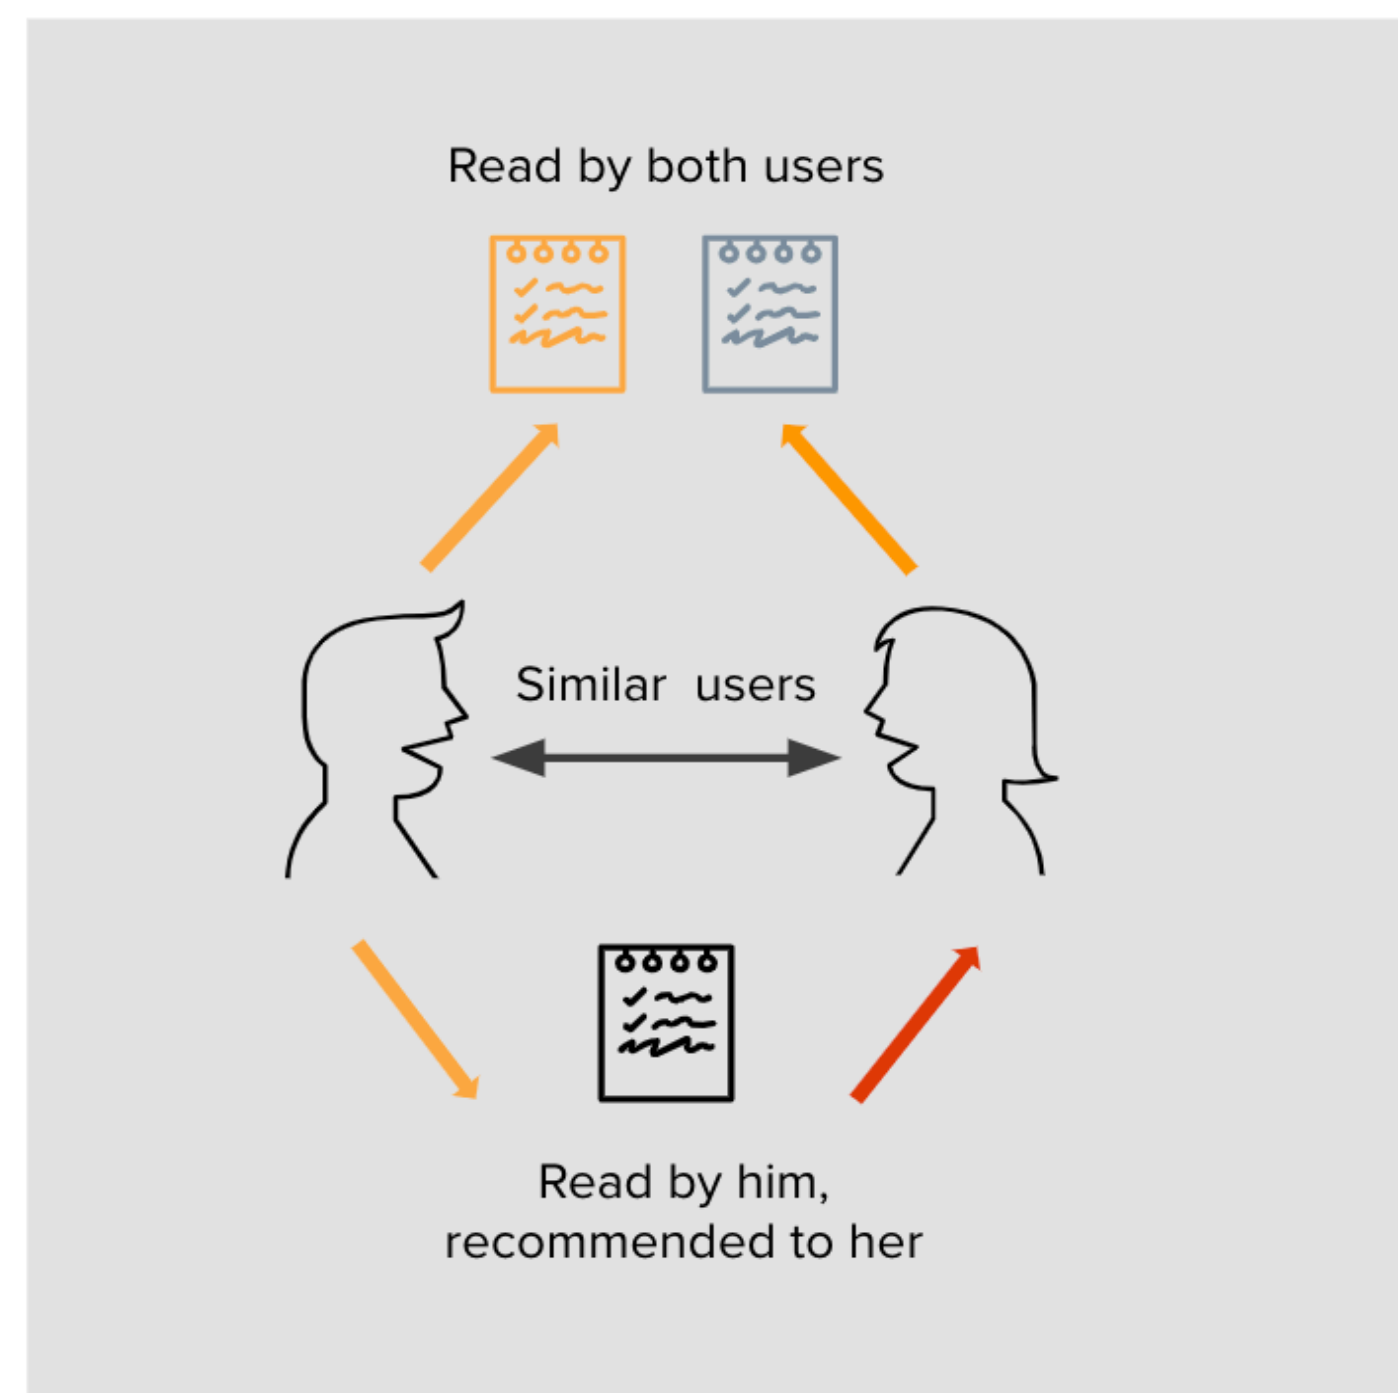 Read by both users
Similar users
Read by him,
recommended to her